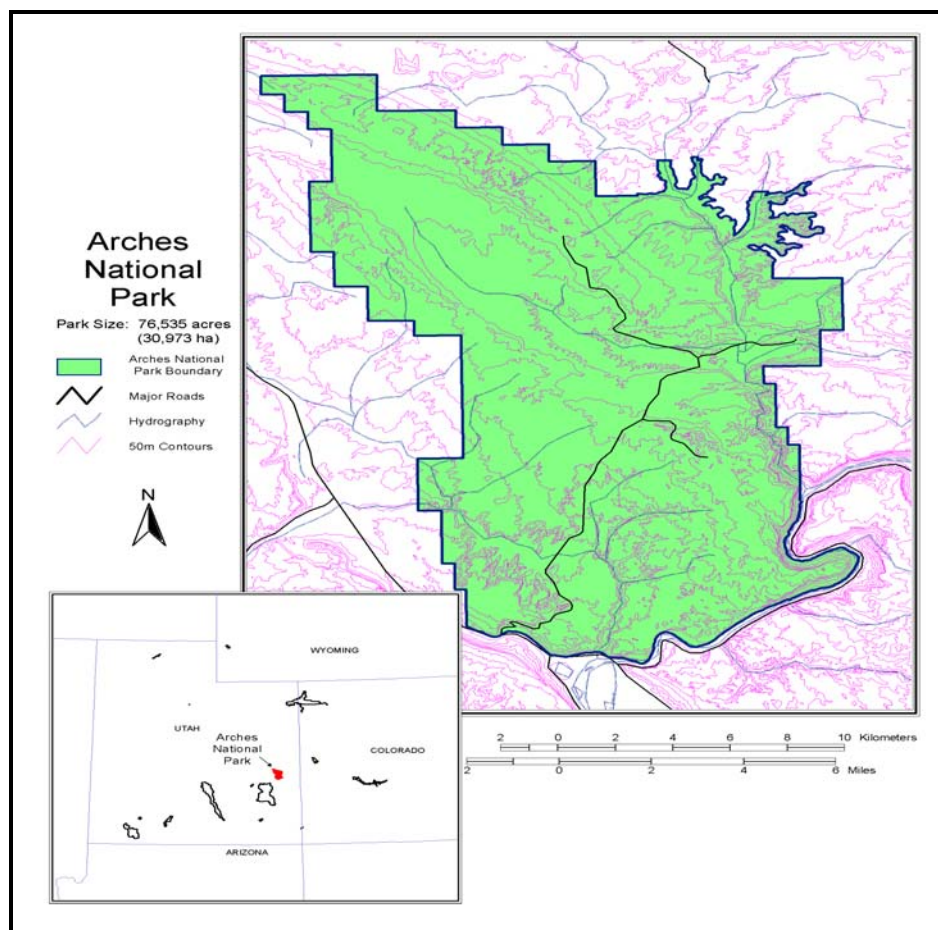 Arches
National
Park
Park Size: 76,535 acres
(30,973 ha)
Arches National
Park Boundary
Major Roads
Hydrography
50m Contours
N
WYOMING
UTAH
Arches
National
Park
COLORADO
ARIZONA
2 0 2 4 6 8 10 Kilometers
2 0 2 4 6 Miles